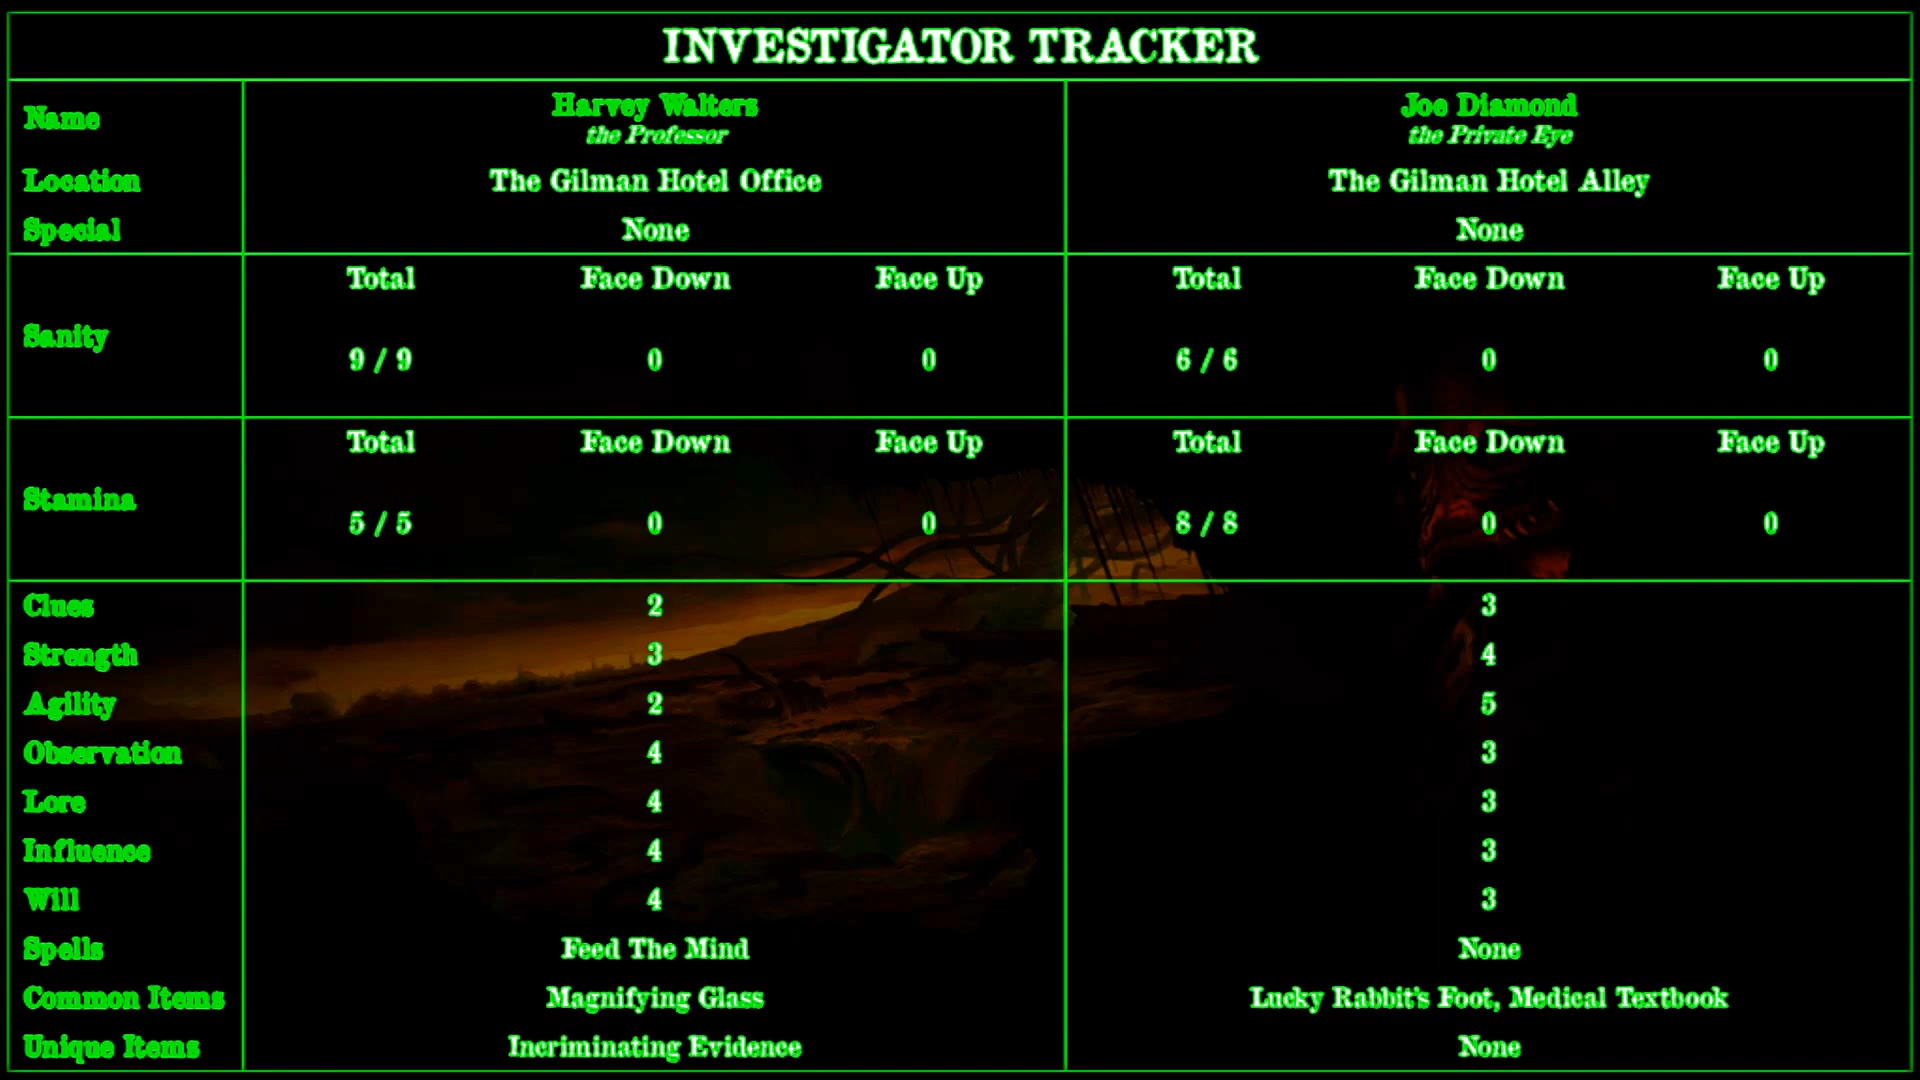 INVESTIGATOR TRACKER
Name Harvey Walters Joe Diamond
the Professor the Private Eye
Location The Gilman Hotel Office The Gilman Hotel Alley
Special None None
Total Face Down Face Up Total Face Down Face Up
Sanity
9 / 9 0 0 6 / 6 0 0
Total Face Down Face Up Total Face Down Face Up
Stamina
5 / 5 0 0 8 / 8 0 0
Clues 2 3
Strength 3 4
Agility 2 5
Observation 4 3
Lore 4 3
Influence 4 3
Will 4 3
Spells Feed The Mind None
Common Items Magnifying Glass Lucky Rabbit's Foot, Medical Textbook
Unique Items Incriminating Evidence None